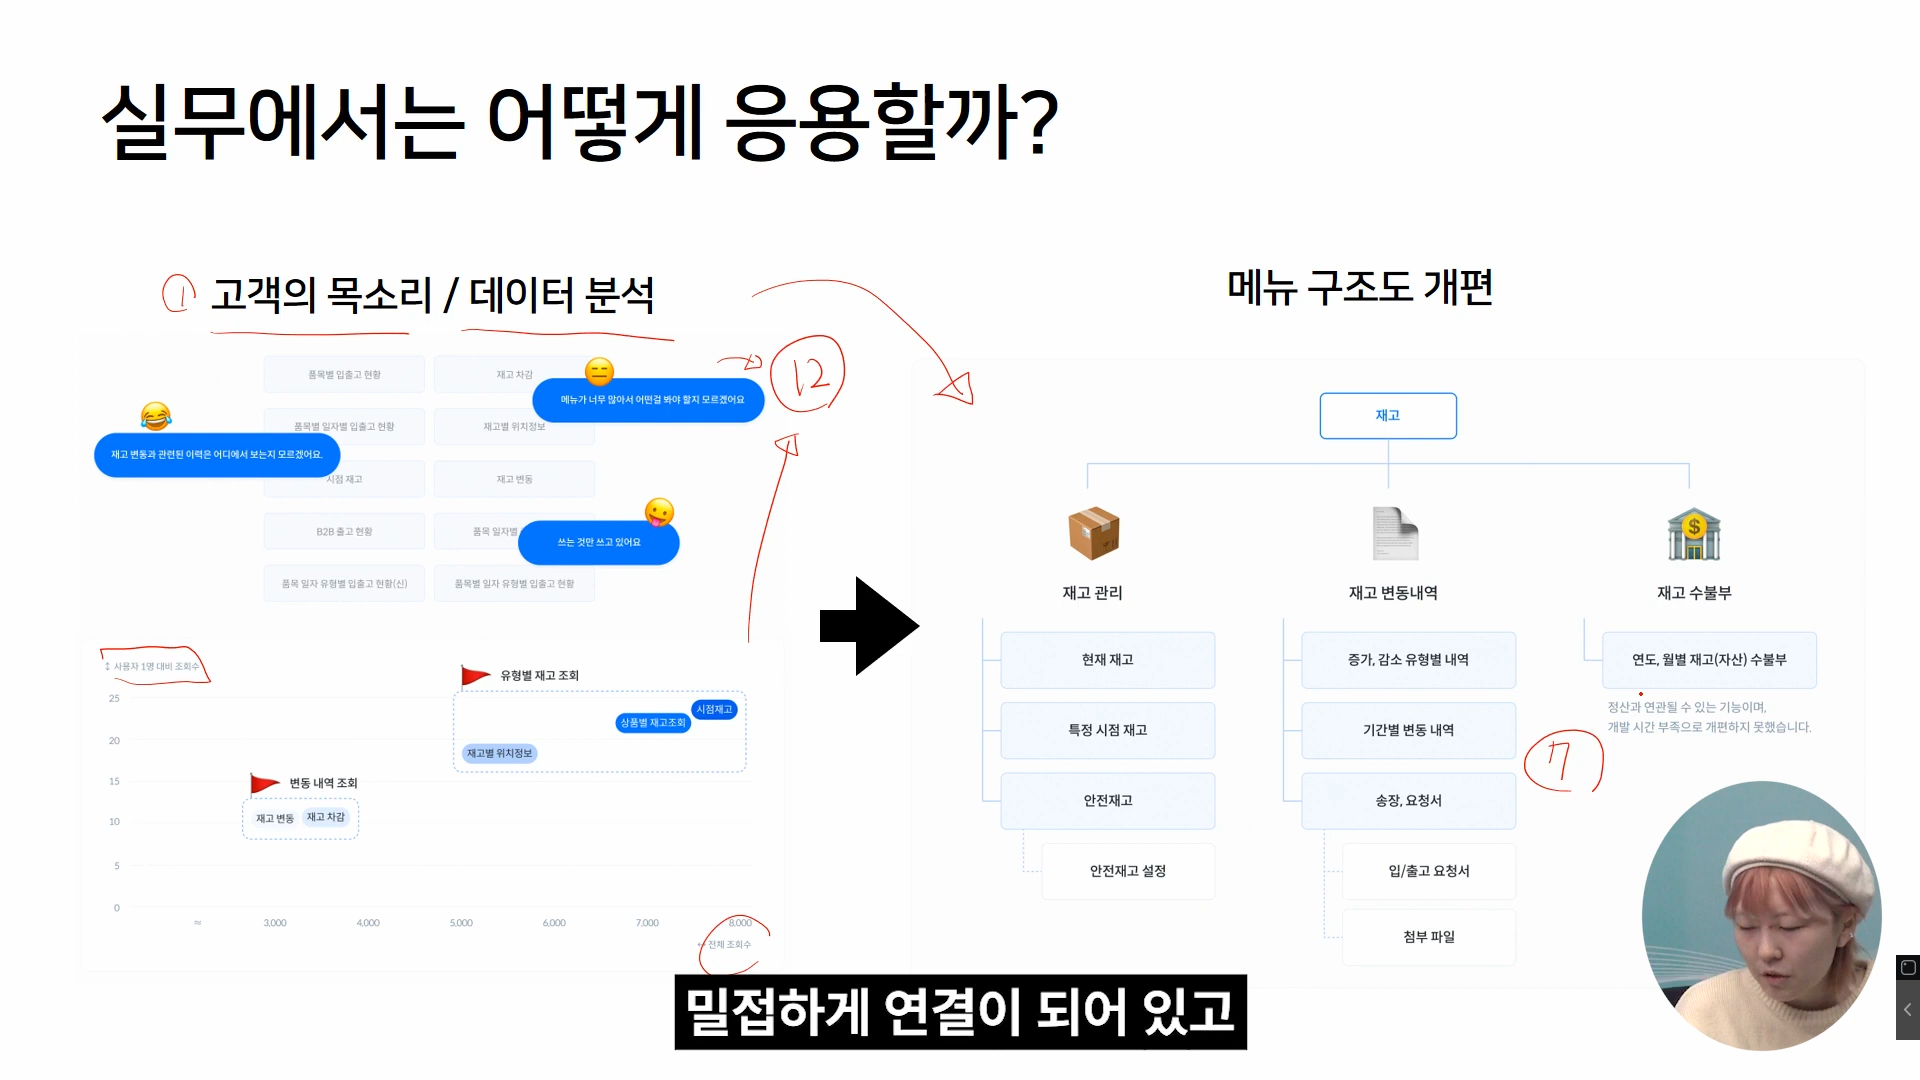 실무에서는 어떻게 응용할까?
1 고객의 목소리 / 데이터 분석
품목별 입출고 현황
재고 차감
메뉴가 너무 많아서 어떤걸 봐야 할지 모르겠어요
12
품목별 일자별 입출고 현황
재고별 위치정보
재고 변동과 관련된 이력은 어디에서 보는지 모르겠어요.
시점 재고
재고 변동
B2B 출고 현황
품목 일자별
쓰는 것만 쓰고 있어요
품목 일자 유형별 입출고 현황(신)
품목별 일자 유형별 입출고 현황
↕ 사용자 1명 대비 조회수
25
20
15
10
5
0
유형별 재고 조회
시점재고
상품별 재고조회
재고별 위치정보
변동 내역 조회
재고 변동
재고 차감
≈ 3,000 4,000 5,000 6,000 7,000 8,000
↔ 전체 조회수
메뉴 구조도 개편
재고
재고 관리
현재 재고
특정 시점 재고
안전재고
안전재고 설정
재고 변동내역
증가, 감소 유형별 내역
기간별 변동 내역
송장, 요청서
입/출고 요청서
첨부 파일
재고 수불부
연도, 월별 재고(자산) 수불부
정산과 연관될 수 있는 기능이며,
개발 시간 부족으로 개편하지 못했습니다.
7
밀접하게 연결이 되어 있고